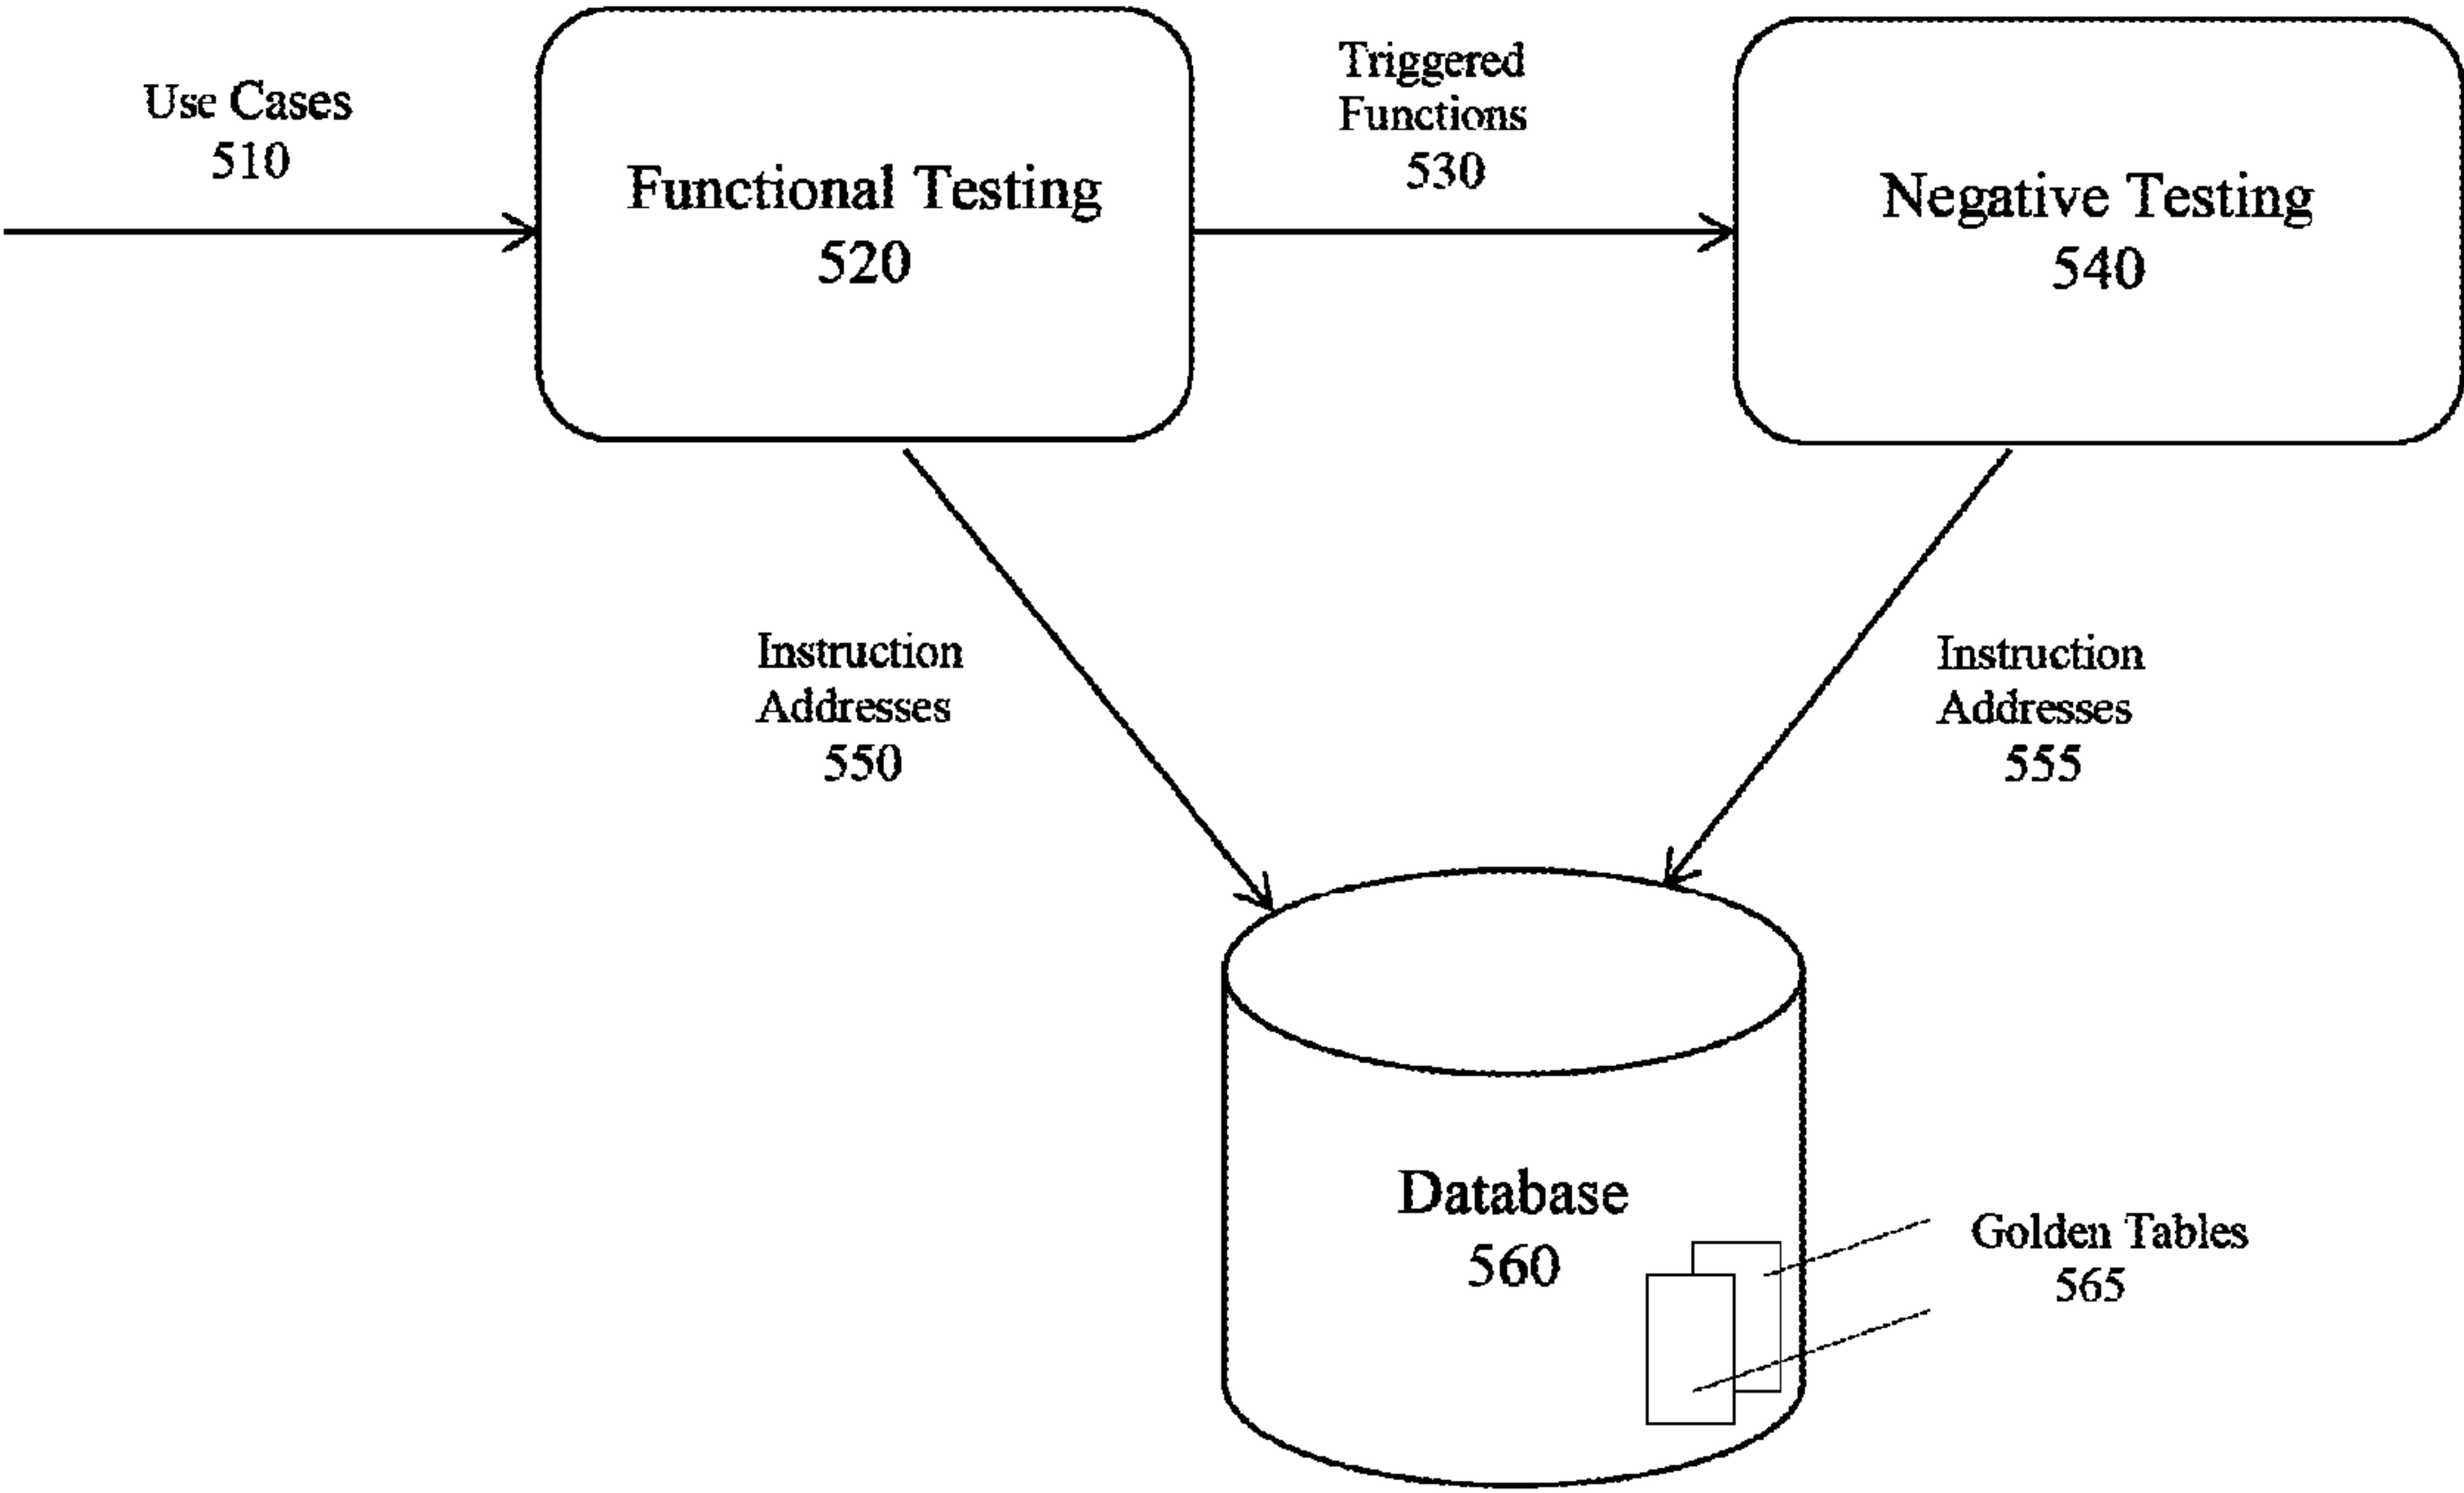 Use Cases
510
Functional Testing
520
Triggered
Functions
530
Negative Testing
540
Instruction
Addresses
550
Instruction
Addresses
555
Database
560
Golden Tables
565